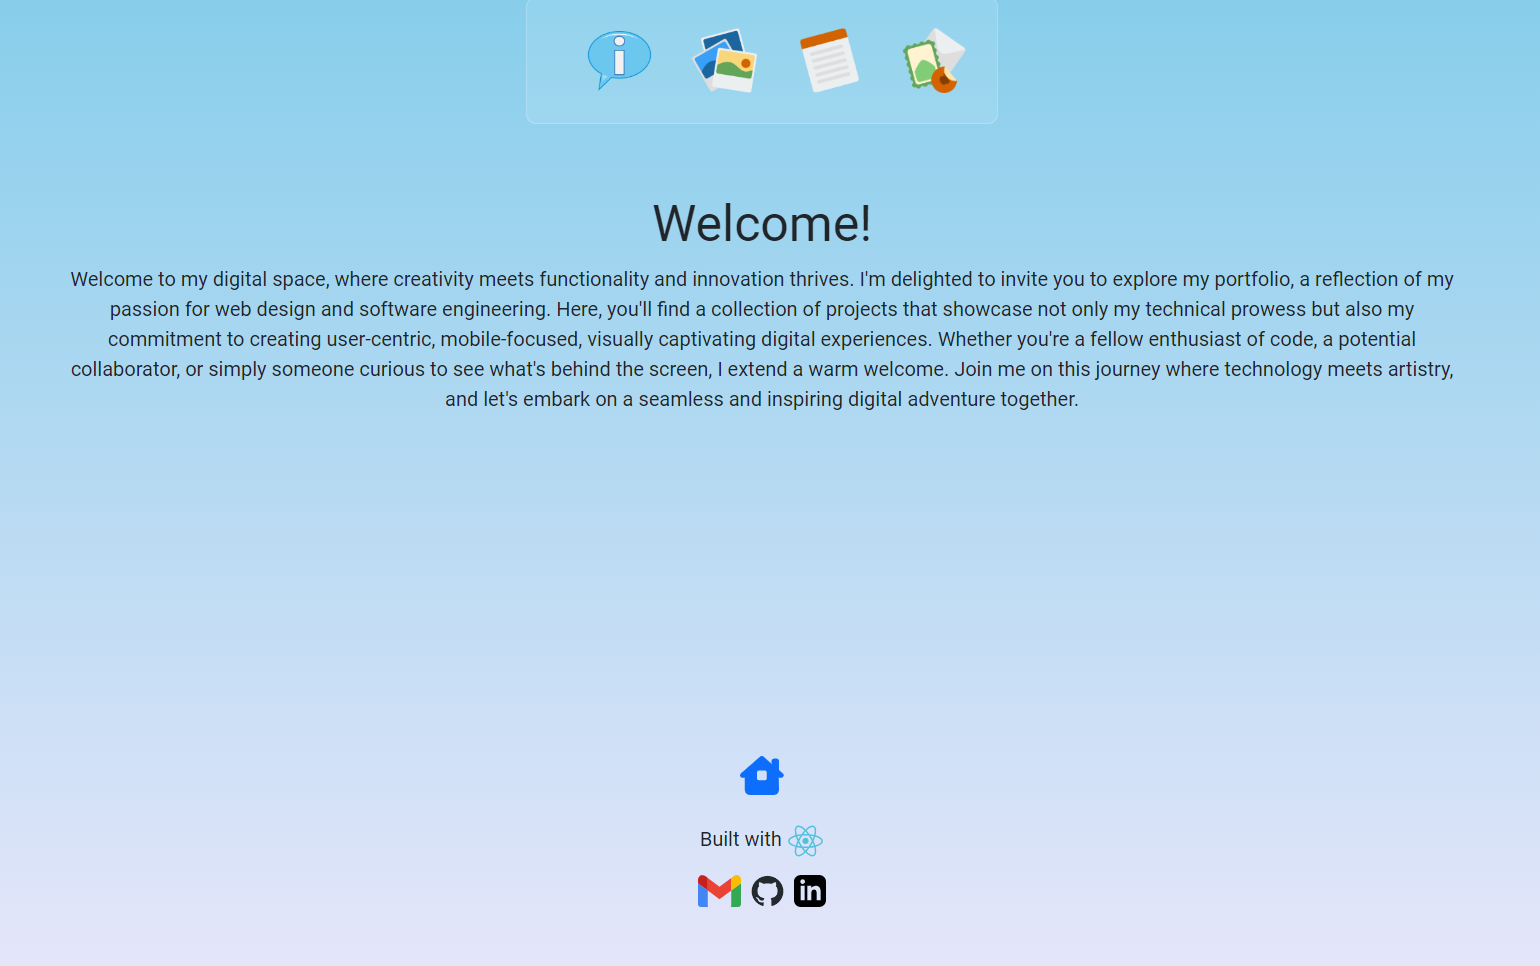 Welcome!
Welcome to my digital space, where creativity meets functionality and innovation thrives. I'm delighted to invite you to explore my portfolio, a reflection of my
passion for web design and software engineering. Here, you'll find a collection of projects that showcase not only my technical prowess but also my
commitment to creating user-centric, mobile-focused, visually captivating digital experiences. Whether you're a fellow enthusiast of code, a potential
collaborator, or simply someone curious to see what's behind the screen, I extend a warm welcome. Join me on this journey where technology meets artistry,
and let's embark on a seamless and inspiring digital adventure together.
Built with
in